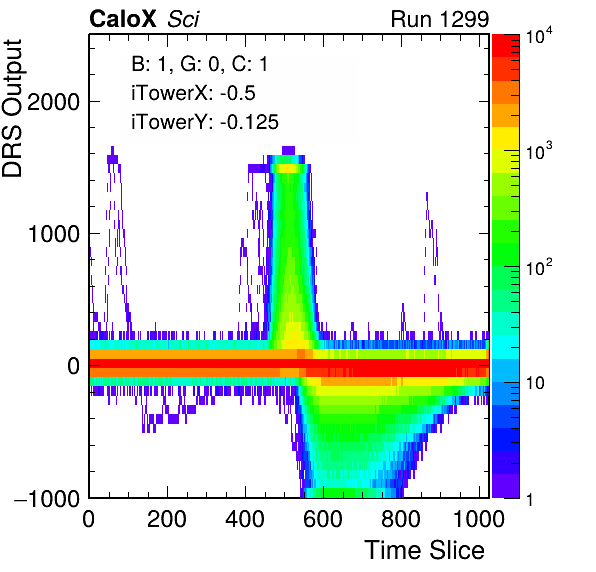 CaloX Sci Run 1299
B: 1, G: 0, C: 1
iTowerX: -0.5
iTowerY: -0.125
DRS Output
2000
1000
0
−1000
0 200 400 600 800 1000
Time Slice
10^4
10^3
10^2
10
1